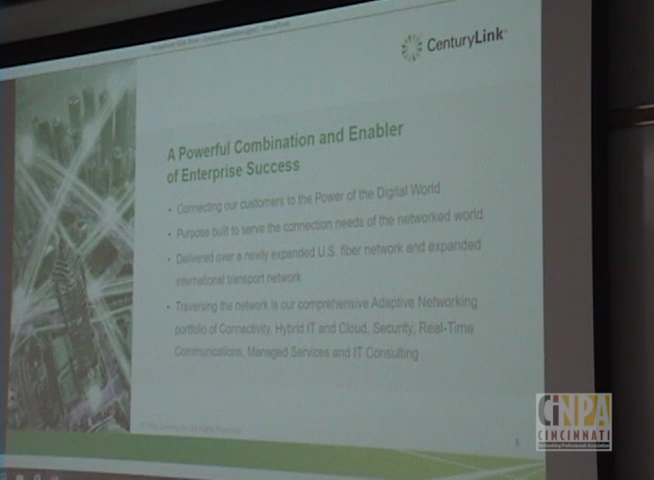 CenturyLink®
A Powerful Combination and Enabler
of Enterprise Success
• Connecting our customers to the Power of the Digital World
• Purpose built to serve the connection needs of the networked world
• Delivered over a newly expanded U.S. fiber network and expanded
international transport network
• Traversing the network is our comprehensive Adaptive Networking
portfolio of Connectivity, Hybrid IT and Cloud, Security, Real-Time
Communications, Managed Services and IT Consulting
CiNPA
CINCINNATI